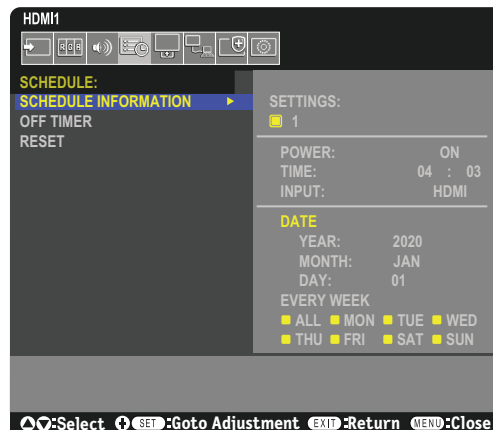 HDMI1
RGB
SCHEDULE:
SCHEDULE INFORMATION
OFF TIMER
RESET
SETTINGS:
1
POWER: ON
TIME: 04 : 03
INPUT: HDMI
DATE
YEAR: 2020
MONTH: JAN
DAY: 01
EVERY WEEK
ALL MON TUE WED
THU FRI SAT SUN
:Select SET :Goto Adjustment EXIT :Return MENU :Close